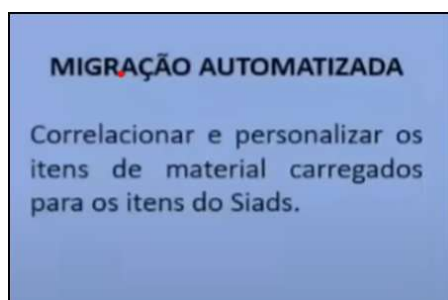 MIGRAÇÃO AUTOMATIZADA
Correlacionar e personalizar os
itens de material carregados
para os itens do Siads.